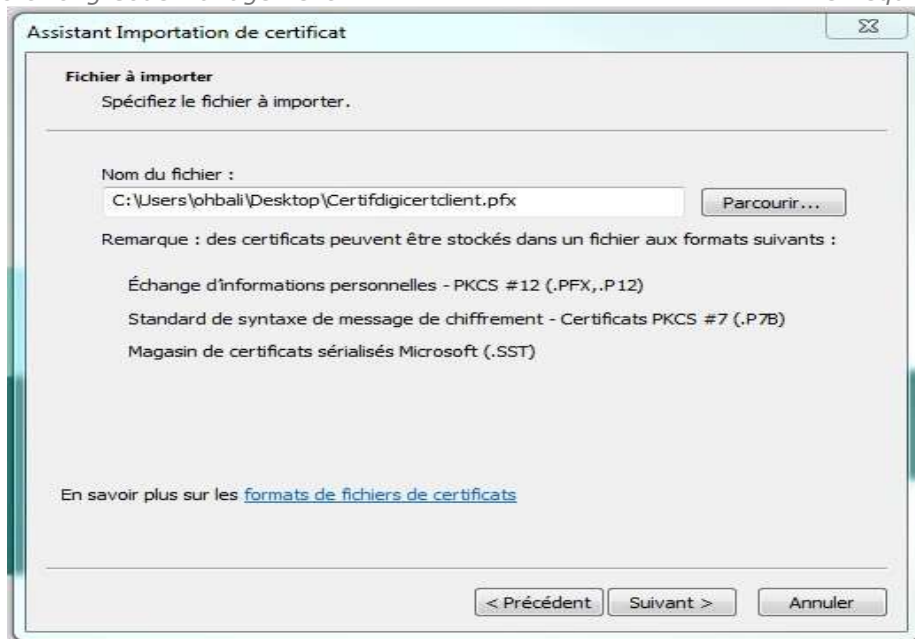 Assistant Importation de certificat
Fichier à importer
Spécifiez le fichier à importer.
Nom du fichier :
C:\Users\ohbali\Desktop\Certifdigicertclient.pfx
Parcourir...
Remarque : des certificats peuvent être stockés dans un fichier aux formats suivants :
Échange d'informations personnelles - PKCS #12 (.PFX,.P12)
Standard de syntaxe de message de chiffrement - Certificats PKCS #7 (.P7B)
Magasin de certificats sérialisés Microsoft (.SST)
En savoir plus sur les formats de fichiers de certificats
< Précédent
Suivant >
Annuler